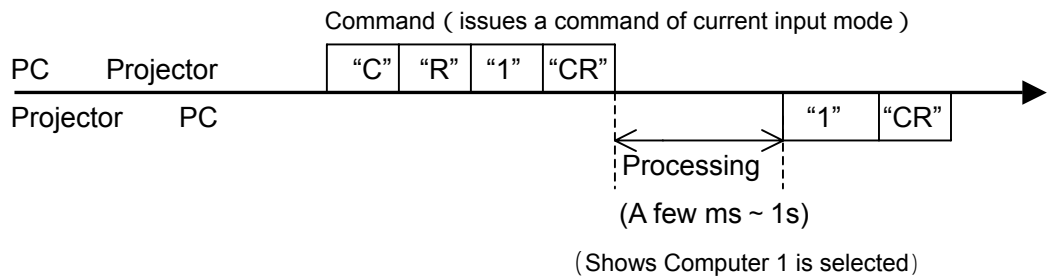 Command ( issues a command of current input mode )
PC Projector “C” “R” “1” “CR”
Projector PC “1” “CR”
Processing
(A few ms ~ 1s)
(Shows Computer 1 is selected)